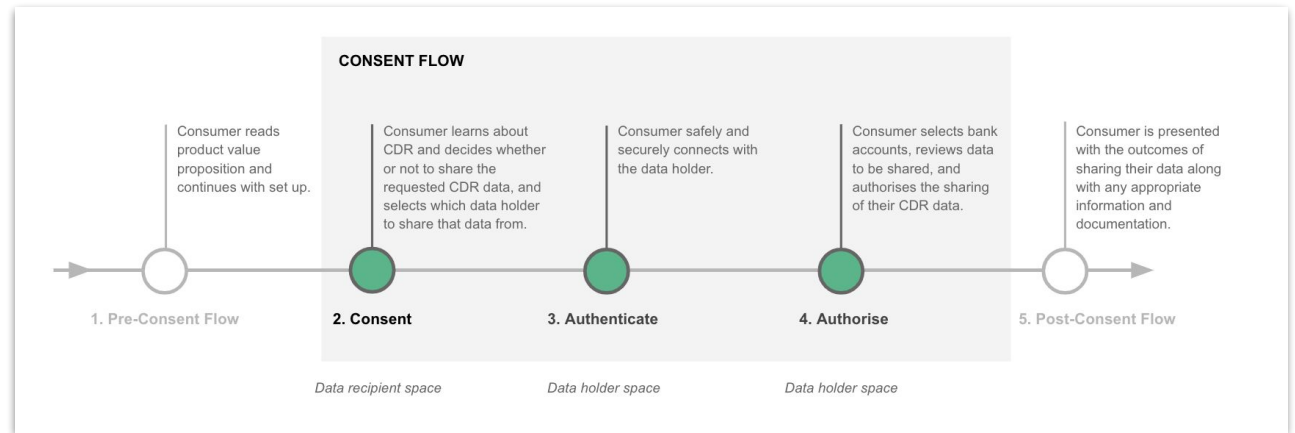 CONSENT FLOW
Consumer reads
product value
proposition and
continues with set up.
Consumer learns about
CDR and decides whether
or not to share the
requested CDR data, and
selects which data holder
to share that data from.
Consumer safely and
securely connects with
the data holder.
Consumer selects bank
accounts, reviews data
to be shared, and
authorises the sharing
of their CDR data.
Consumer is presented
with the outcomes of
sharing their data along
with any appropriate
information and
documentation.
1. Pre-Consent Flow
2. Consent
3. Authenticate
4. Authorise
5. Post-Consent Flow
Data recipient space
Data holder space
Data holder space